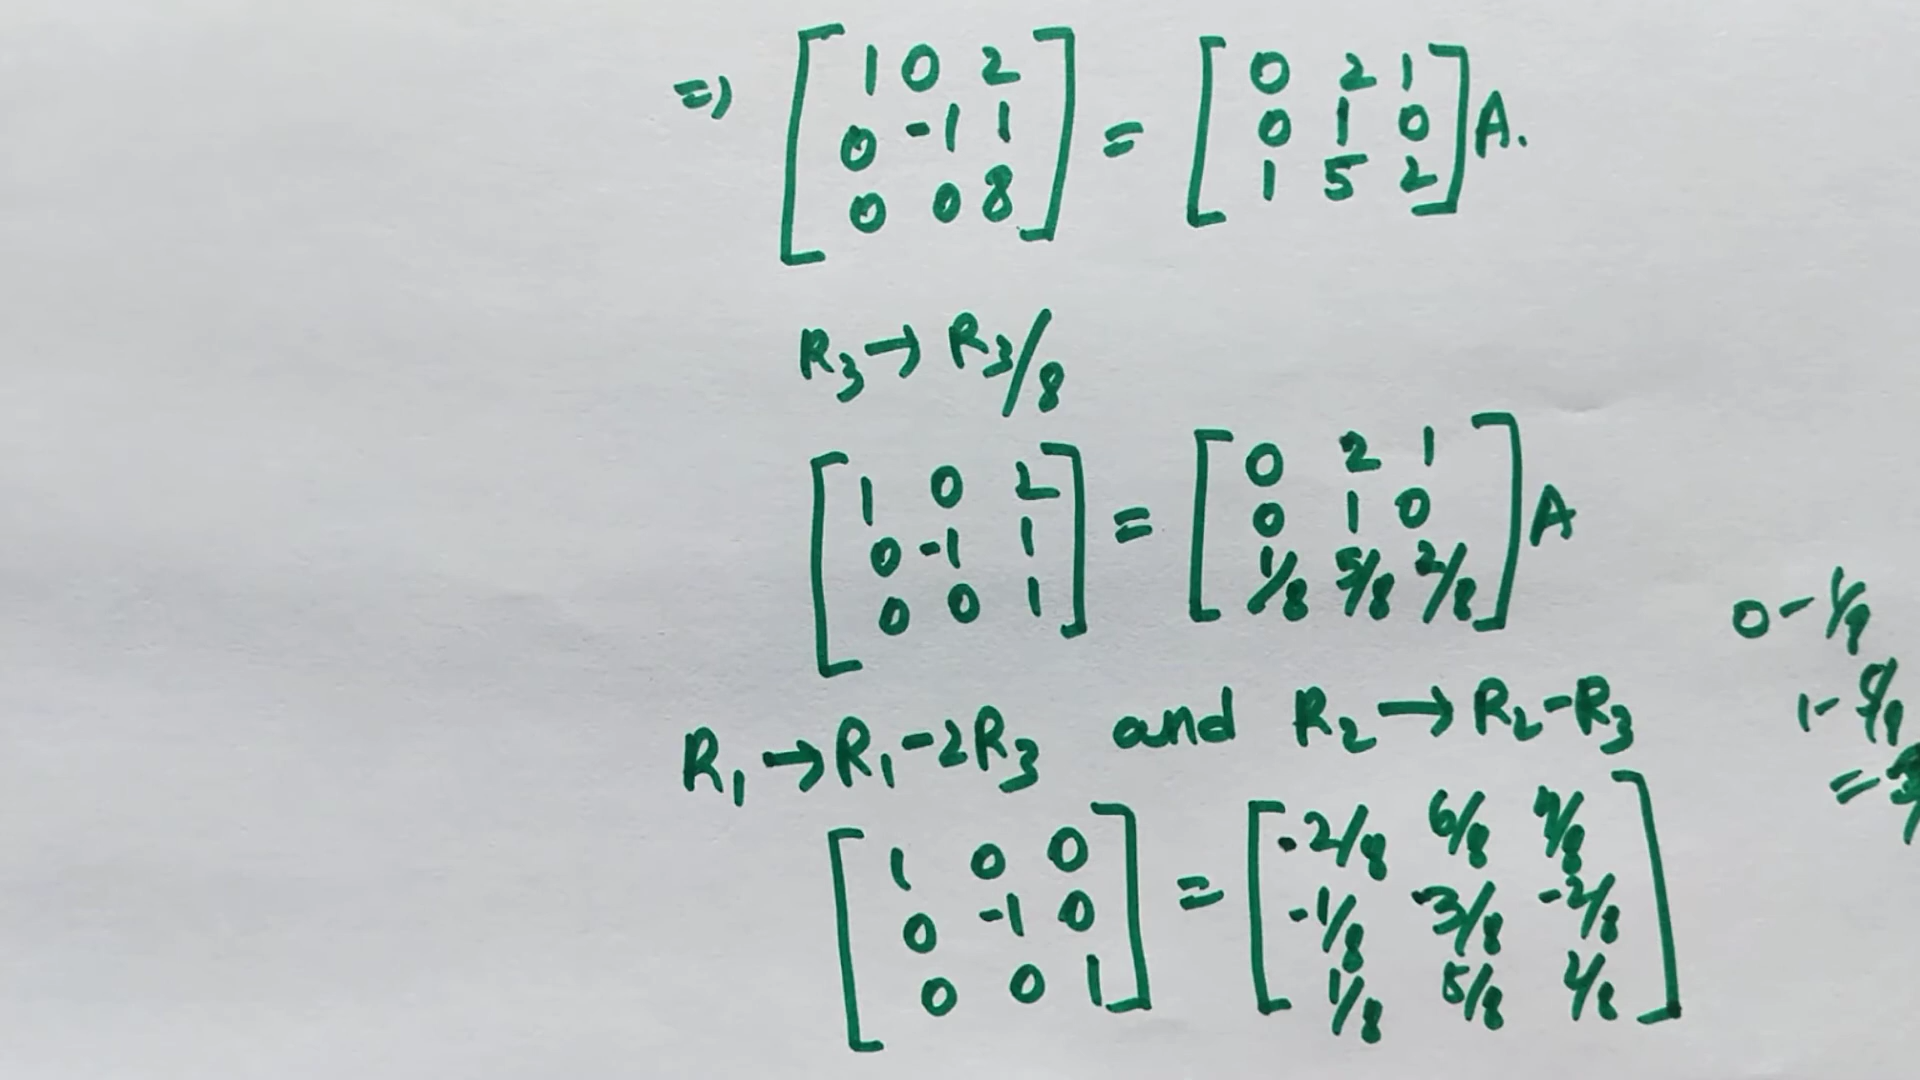 => [ 1 0 2 ] = [ 0 2 1 ] A.
0 -1 1 0 1 0
0 0 8 1 5 2
R3 → R3/8
[ 1 0 2 ] = [ 0 2 1 ] A
0 -1 1 0 1 0
0 0 1 1/8 5/8 2/8
0 - 1/8
1 - 5/8
R1 → R1 - 2R3 and R2 → R2 - R3
[ 1 0 0 ] = [ -2/8 6/8
0 -1 0 -1/8 3/8 -2/8
0 0 1 1/8 5/8 2/8 ]